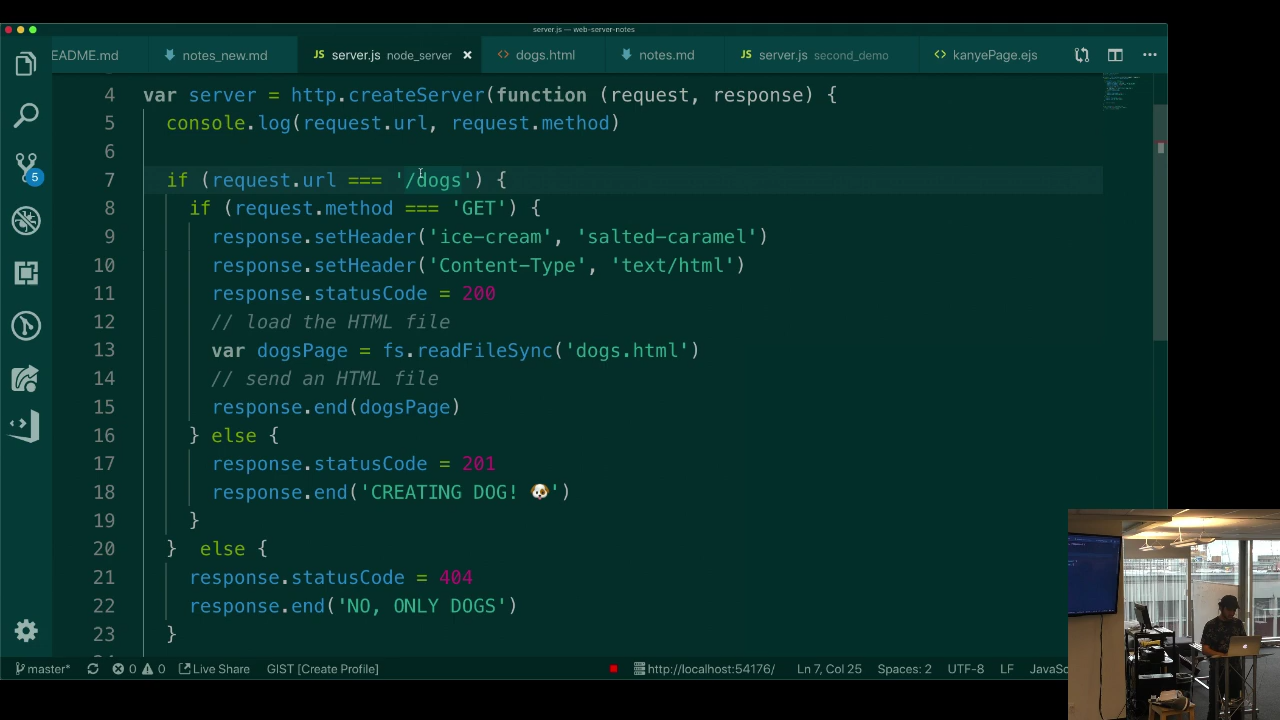 server.js — web-server-notes
README.md
notes_new.md
JS server.js node_server ×
<> dogs.html
notes.md
JS server.js second_demo
<> kanyePage.ejs
4 var server = http.createServer(function (request, response) {
5 console.log(request.url, request.method)
6
7 if (request.url === '/dogs') {
8 if (request.method === 'GET') {
9 response.setHeader('ice-cream', 'salted-caramel')
10 response.setHeader('Content-Type', 'text/html')
11 response.statusCode = 200
12 // load the HTML file
13 var dogsPage = fs.readFileSync('dogs.html')
14 // send an HTML file
15 response.end(dogsPage)
16 } else {
17 response.statusCode = 201
18 response.end('CREATING DOG! 🐶')
19 }
20 } else {
21 response.statusCode = 404
22 response.end('NO, ONLY DOGS')
23 }
5
master* 0 0 Live Share GIST [Create Profile] http://localhost:54176/ Ln 7, Col 25 Spaces: 2 UTF-8 LF JavaSc